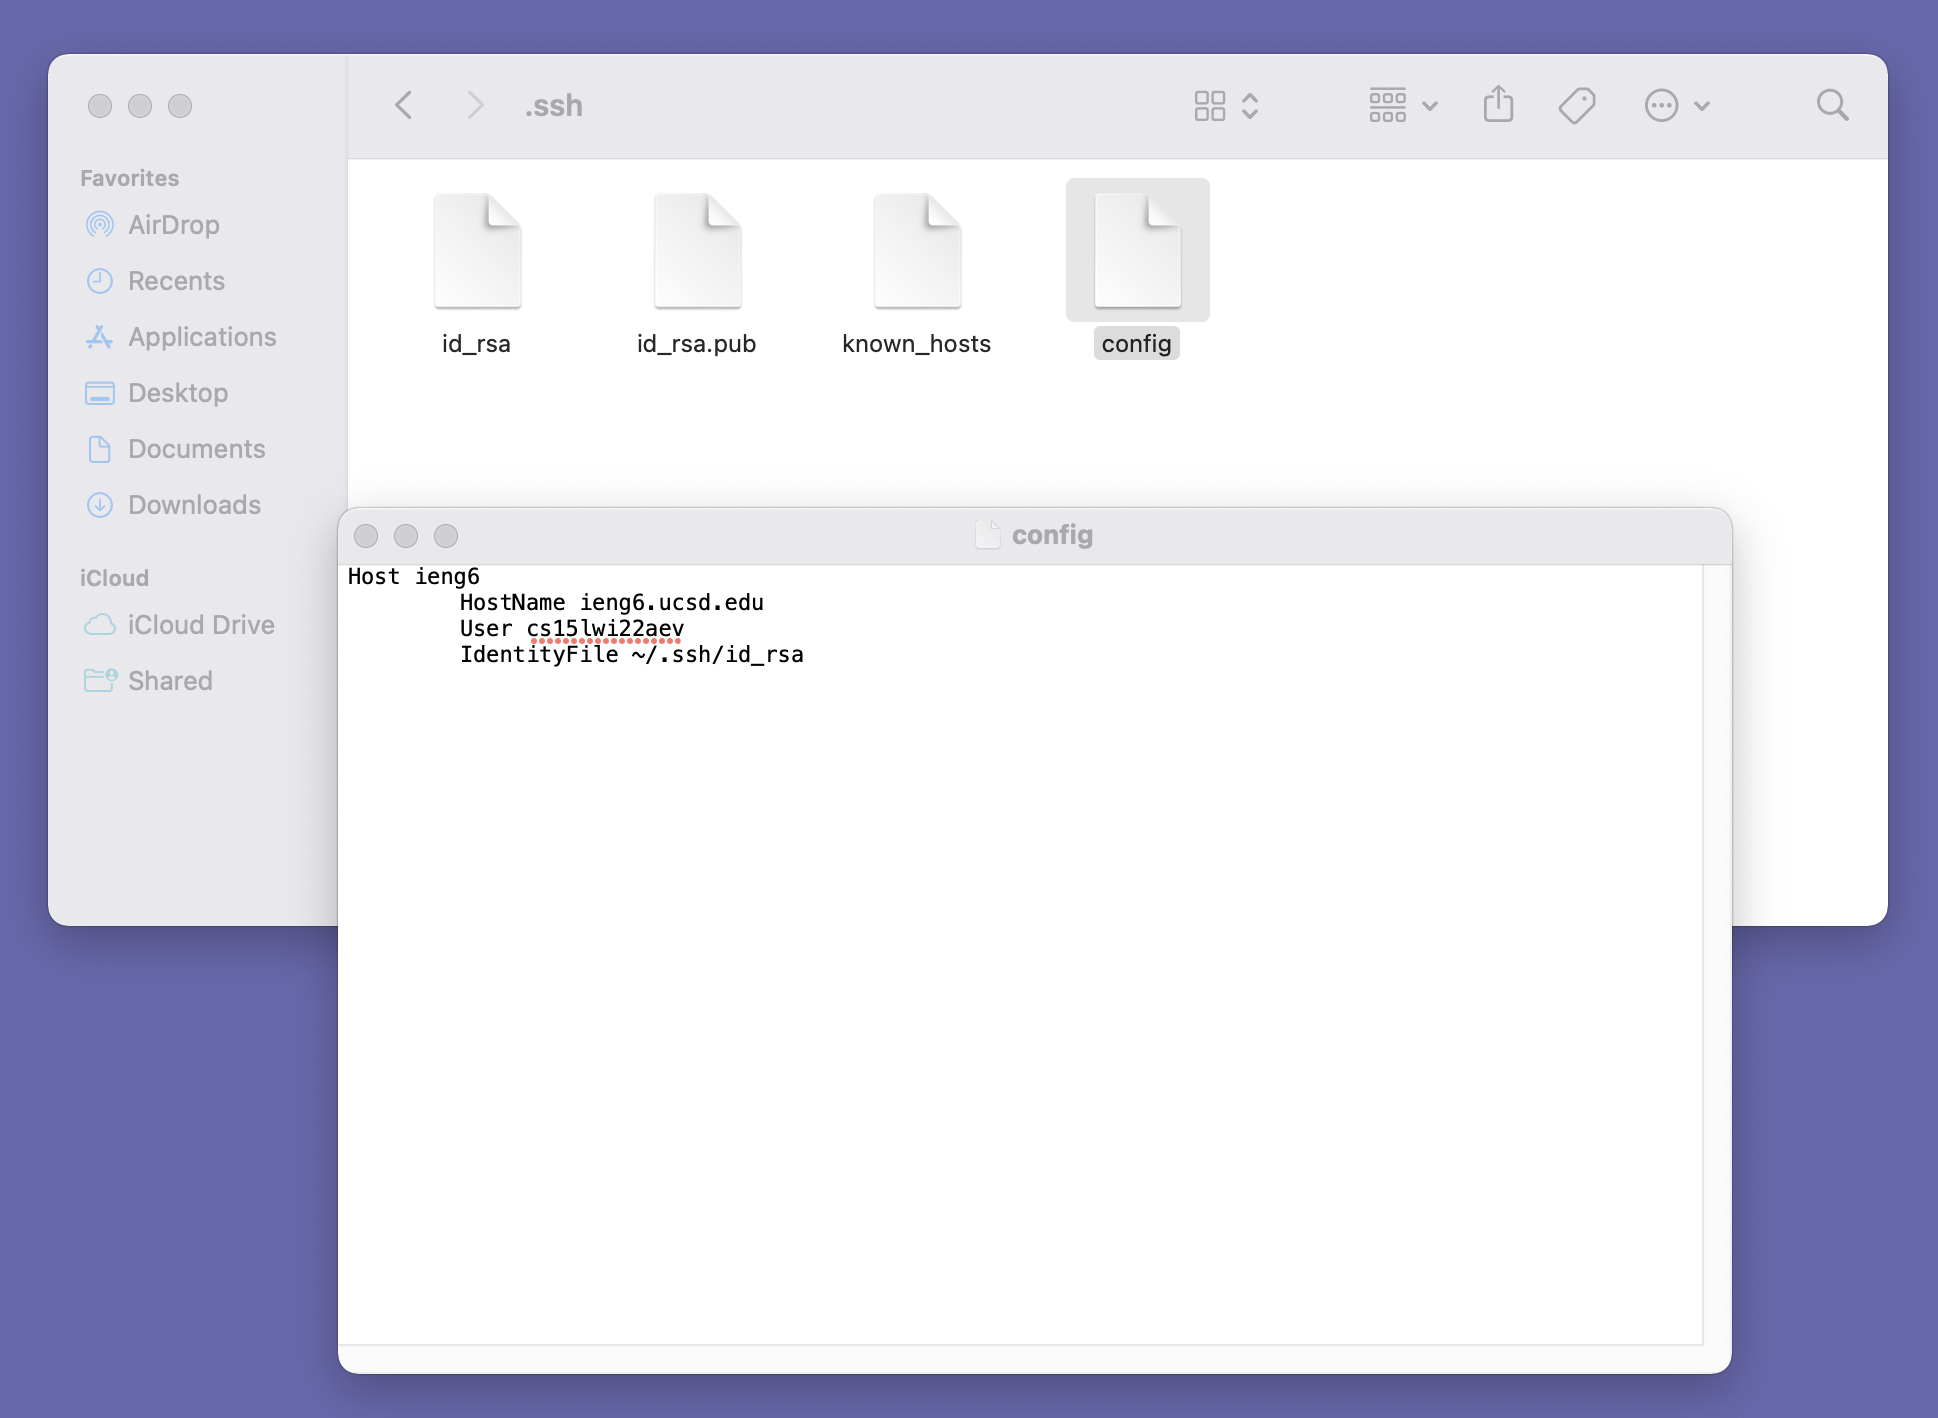 .ssh
Favorites
AirDrop
Recents
Applications
Desktop
Documents
Downloads
iCloud
iCloud Drive
Shared
id_rsa
id_rsa.pub
known_hosts
config
config
Host ieng6
HostName ieng6.ucsd.edu
User cs15lwi22aev
IdentityFile ~/.ssh/id_rsa